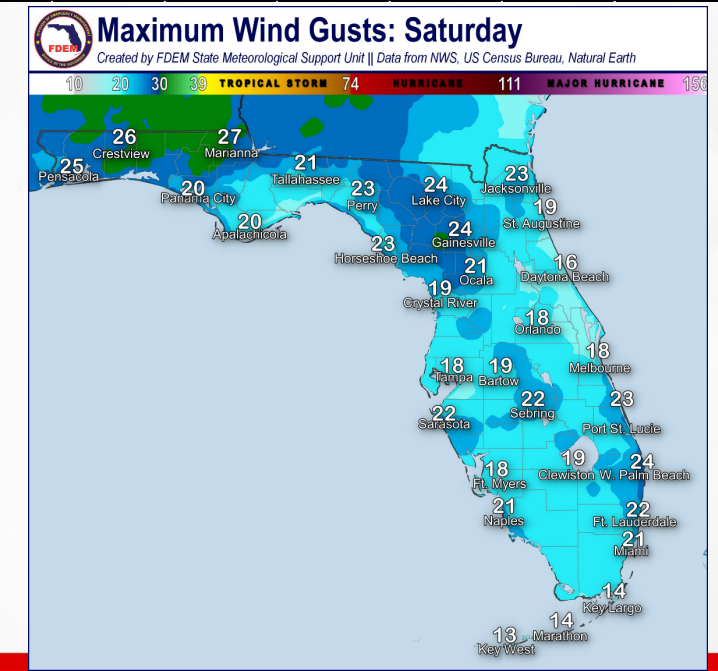 Maximum Wind Gusts: Saturday
FDEM
Created by FDEM State Meteorological Support Unit || Data from NWS, US Census Bureau, Natural Earth
10 20 30 39 TROPICAL STORM 74 HURRICANE 111 MAJOR HURRICANE 156
26
Crestview
27
Marianna
25
Pensacola
21
Tallahassee
20
Panama City
23
Perry
24
Lake City
23
Jacksonville
19
St. Augustine
20
Apalachicola
23
Horseshoe Beach
24
Gainesville
21
Ocala
16
Daytona Beach
19
Crystal River
18
Orlando
18
Melbourne
18
Tampa
19
Bartow
22
Sebring
23
Port St. Lucie
22
Sarasota
18
Ft. Myers
19
Clewiston
24
W. Palm Beach
21
Naples
22
Ft. Lauderdale
21
Miami
14
Key Largo
14
Marathon
13
Key West